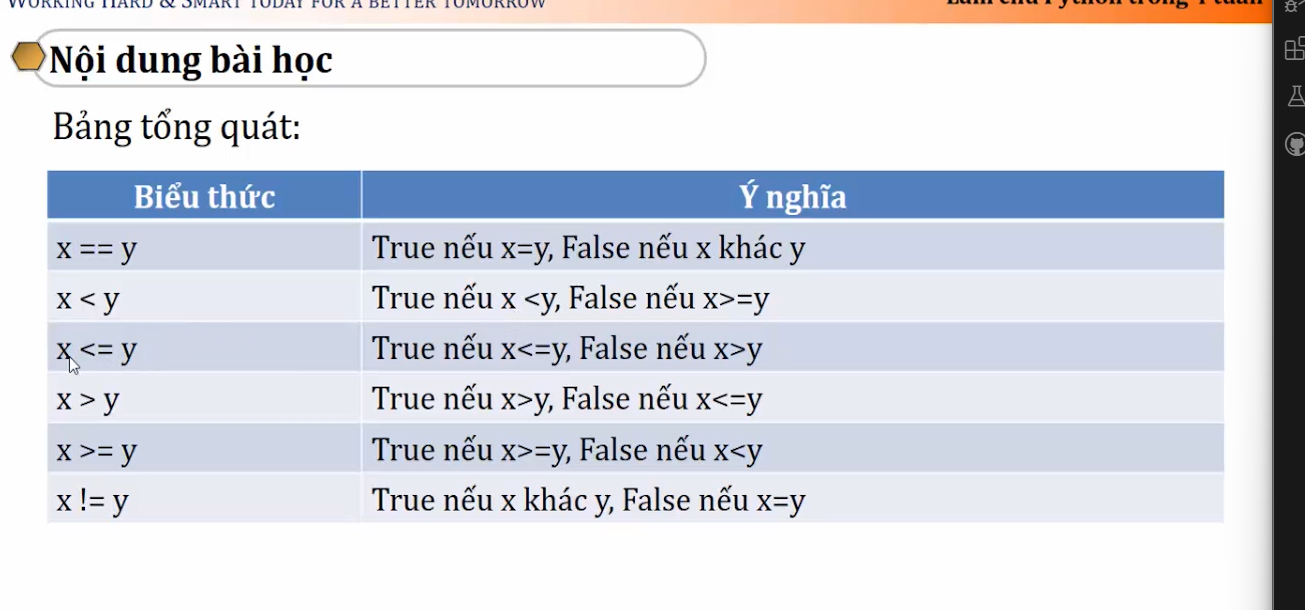 WORKING HARD & SMART TODAY FOR A BETTER TOMORROW
Nội dung bài học
Bảng tổng quát:
Biểu thức Ý nghĩa
x == y True nếu x=y, False nếu x khác y
x < y True nếu x <y, False nếu x>=y
x <= y True nếu x<=y, False nếu x>y
x > y True nếu x>y, False nếu x<=y
x >= y True nếu x>=y, False nếu x<y
x != y True nếu x khác y, False nếu x=y